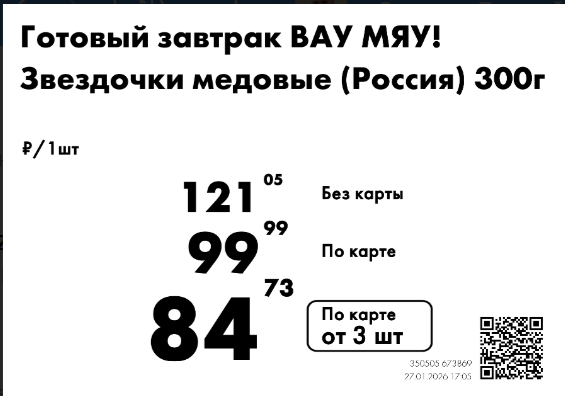 Готовый завтрак ВАУ МЯУ!
Звездочки медовые (Россия) 300г
₽/1шт
121 05 Без карты
99 99 По карте
84 73 По карте
от 3 шт
350505 673869
27.01.2026 17:05